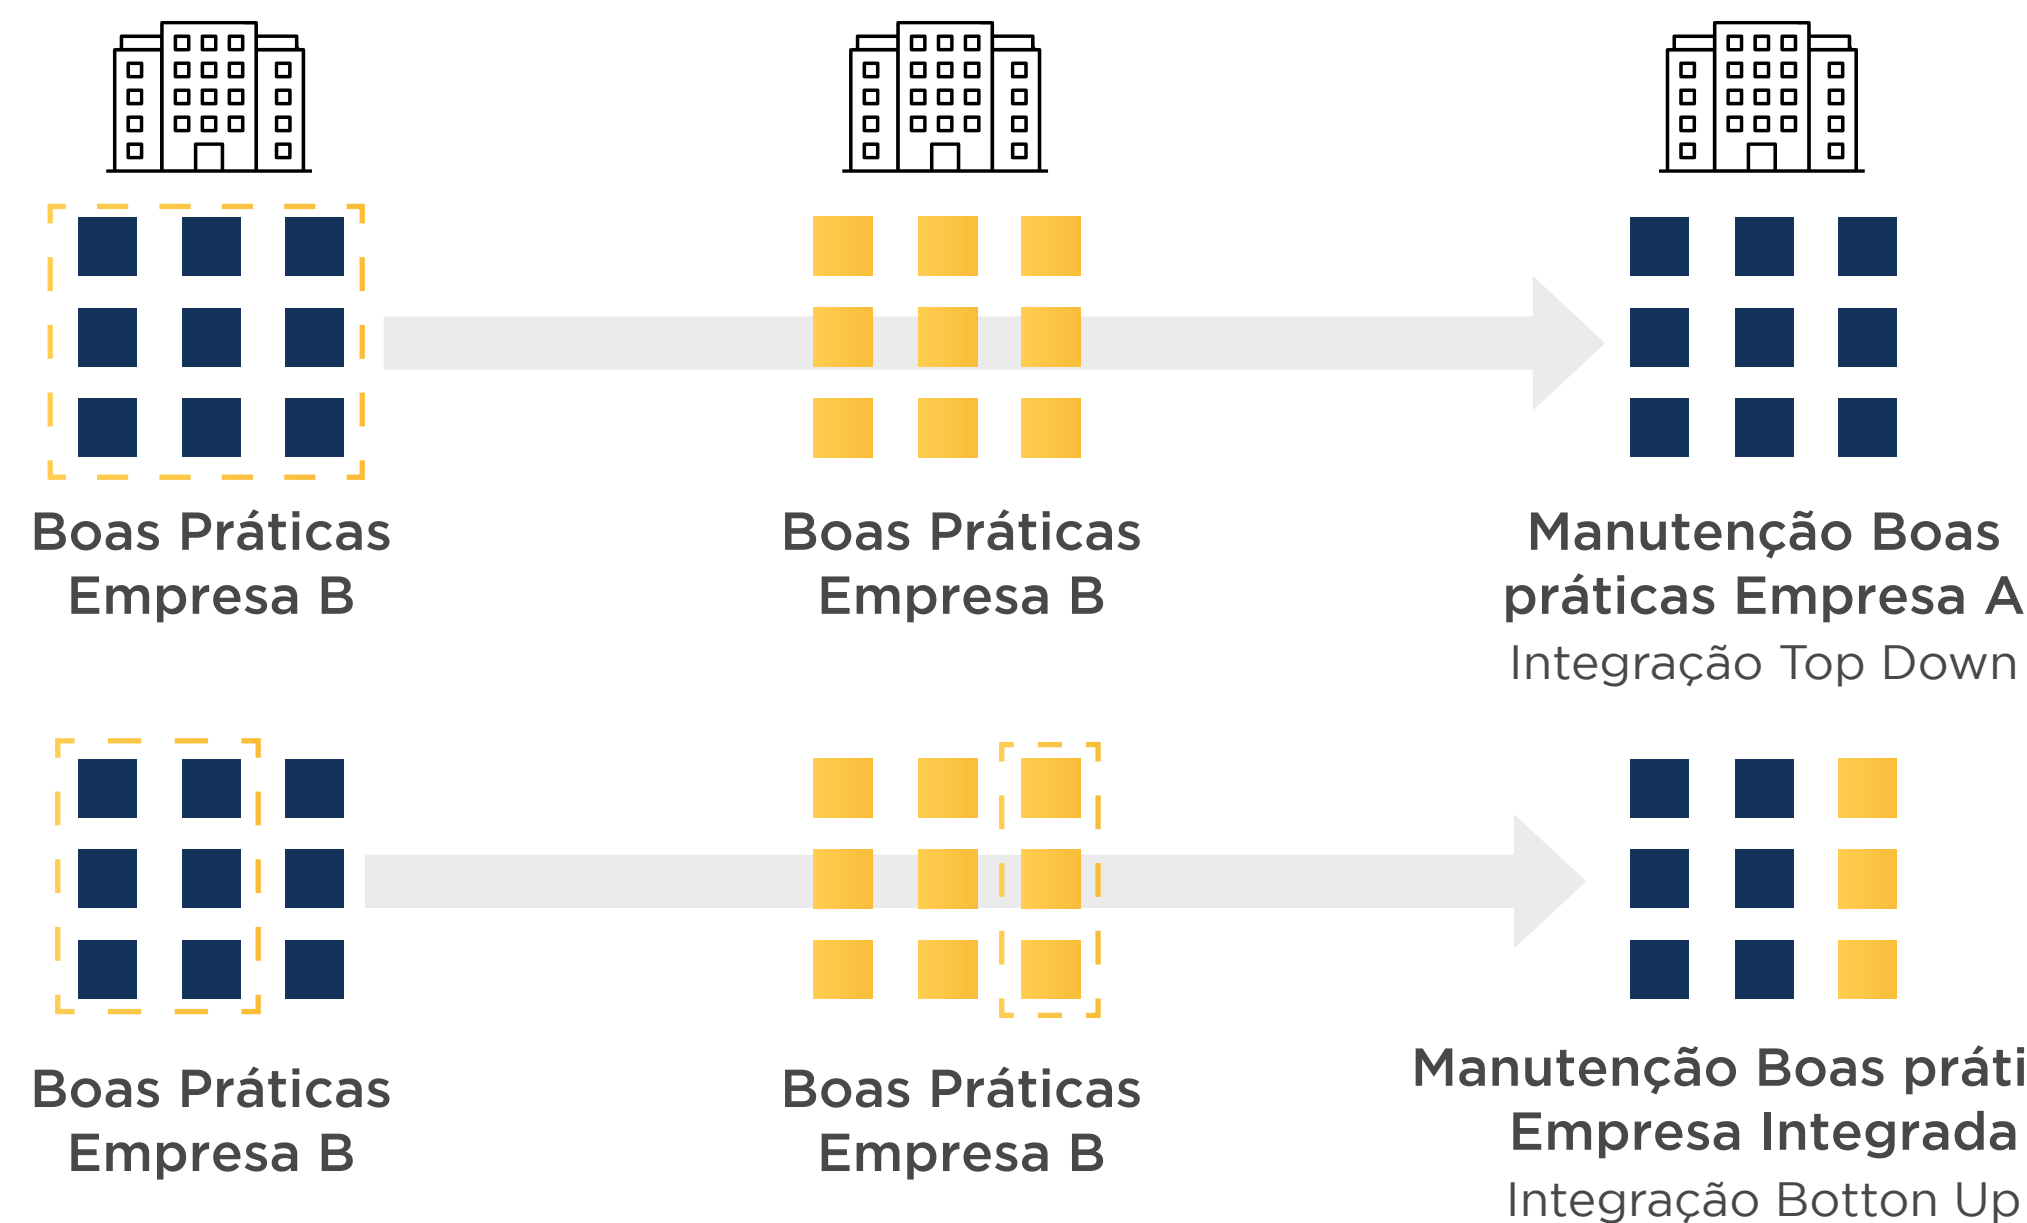 Boas Práticas
Empresa B
Boas Práticas
Empresa B
Manutenção Boas
práticas Empresa A
Integração Top Down
Boas Práticas
Empresa B
Boas Práticas
Empresa B
Manutenção Boas práti
Empresa Integrada
Integração Botton Up